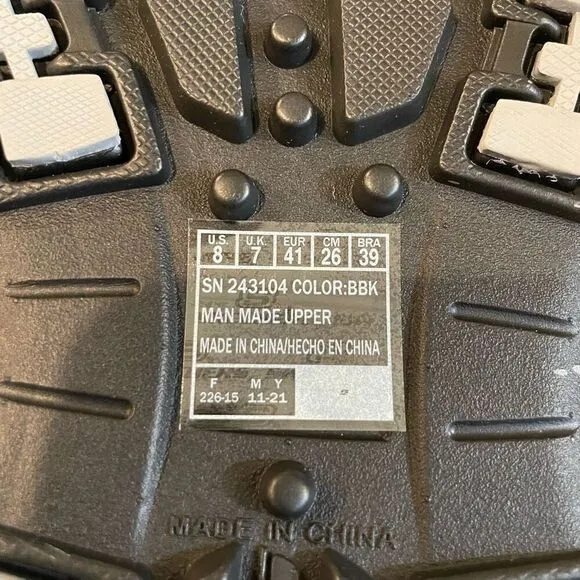 U.S. U.K. EUR CM BRA
8 7 41 26 39
SN 243104 COLOR:BBK
MAN MADE UPPER
MADE IN CHINA/HECHO EN CHINA
F M Y
226-15 11-21
MADE IN CHINA